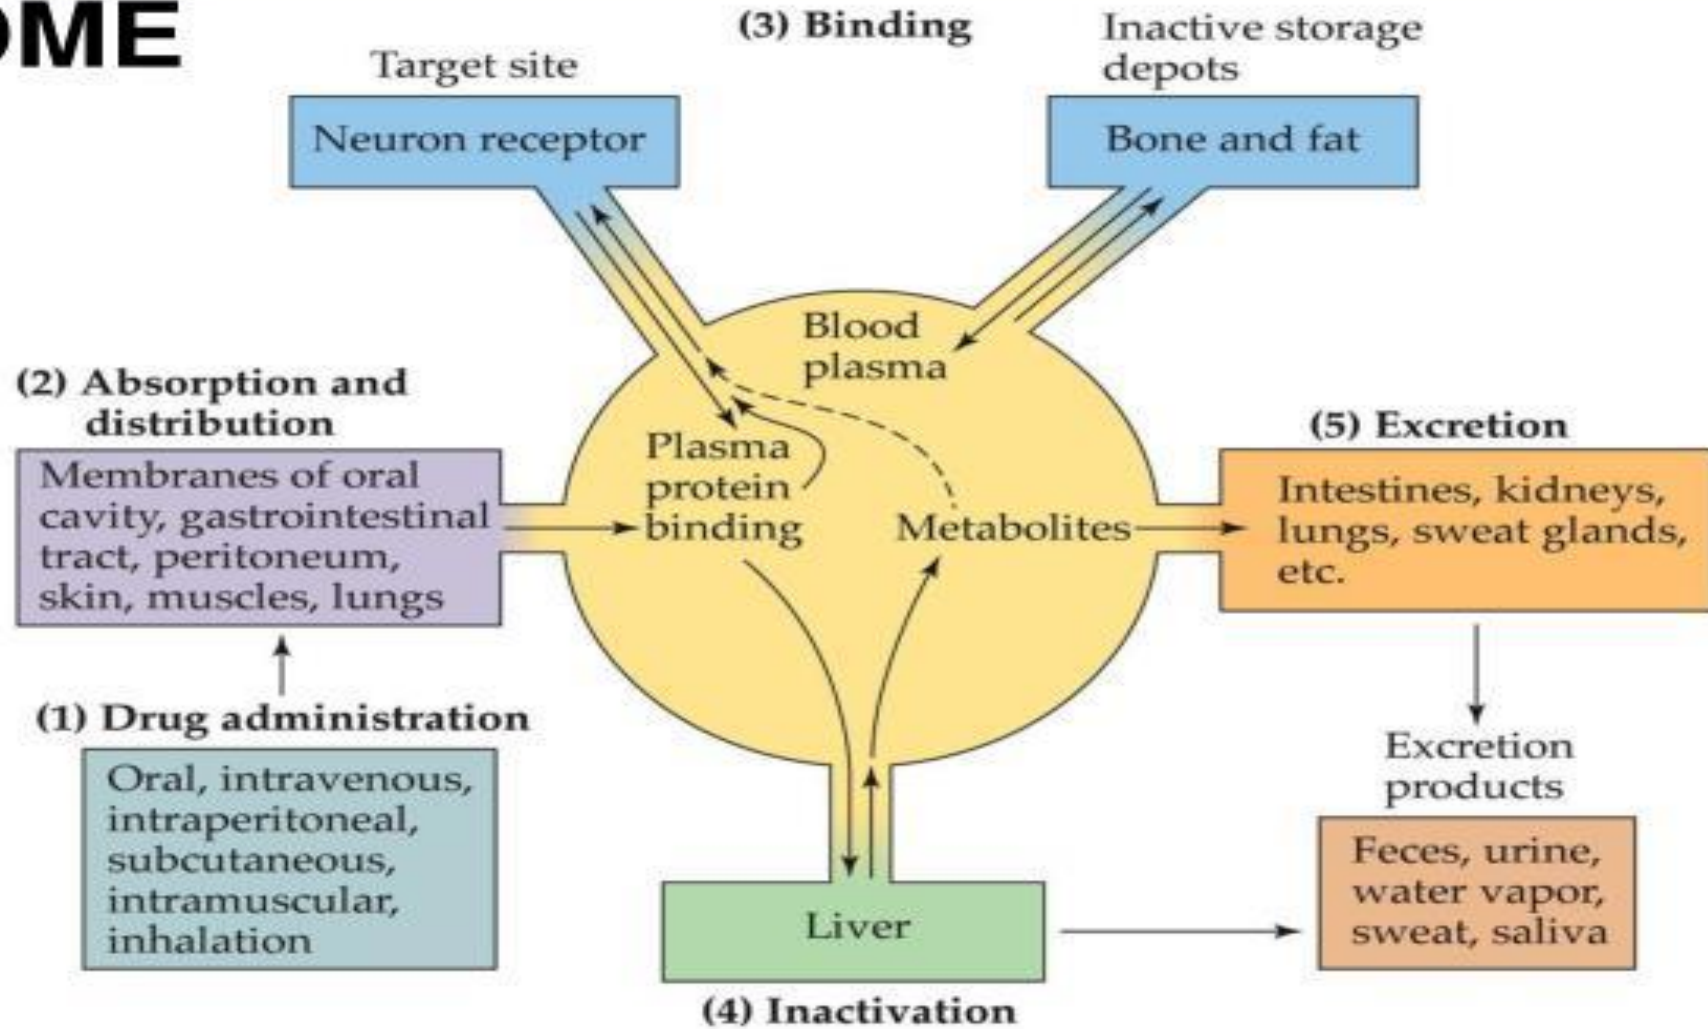 OME
(3) Binding
Target site
Neuron receptor
Inactive storage
depots
Bone and fat
Blood
plasma
(2) Absorption and
distribution
Membranes of oral
cavity, gastrointestinal
tract, peritoneum,
skin, muscles, lungs
Plasma
protein
binding
Metabolites
(5) Excretion
Intestines, kidneys,
lungs, sweat glands,
etc.
(1) Drug administration
Oral, intravenous,
intraperitoneal,
subcutaneous,
intramuscular,
inhalation
Excretion
products
Feces, urine,
water vapor,
sweat, saliva
Liver
(4) Inactivation